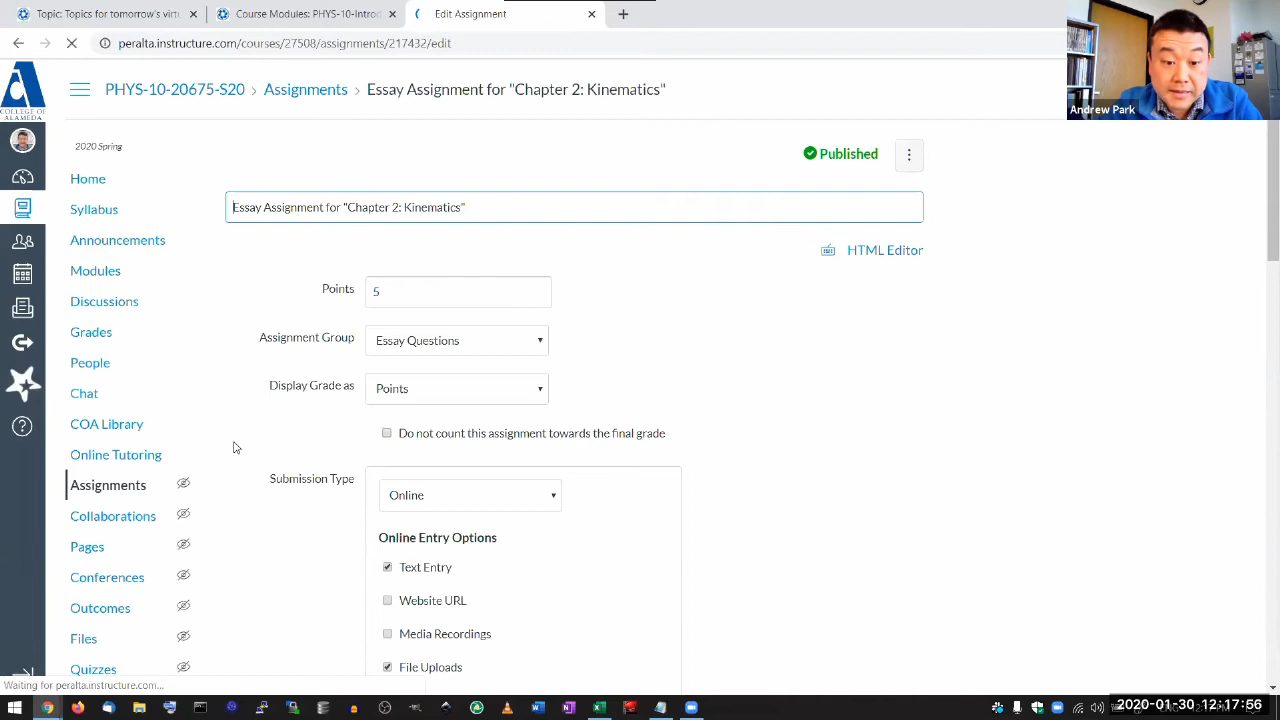 Topic: Topics for tomorrow's virtu
Course Modules: PHYS-10-Introd
Edit Assignment
peralta.instructure.com/courses/27508/assignments/217432/edit
Andrew Park
COLLEGE OF
ALAMEDA
PHYS-10-20675-S20 > Assignments > Essay Assignment for "Chapter 2: Kinematics"
2020 Spring
Published
Home
Syllabus
Announcements
Modules
Discussions
Grades
People
Chat
COA Library
Online Tutoring
Assignments
Collaborations
Pages
Conferences
Outcomes
Files
Quizzes
Essay Assignment for "Chapter 2: Kinematics"
HTML Editor
Points
5
Assignment Group
Essay Questions
Display Grade as
Points
Do not count this assignment towards the final grade
Submission Type
Online
Online Entry Options
Text Entry
Website URL
Media Recordings
File Uploads
Waiting for peralta.instructure.com...
2020-01-30 12:17:56